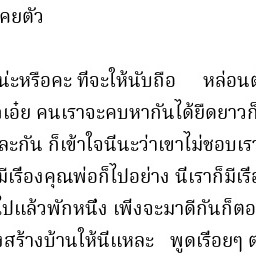 คยตัว
น่ะหรือคะ ที่จะให้นับถือ หล่อนต
เอ๋ย คนเราจะคบหากันได้ยืดยาวก็
ละกัน ก็เข้าใจนี่นะว่าเขาไม่ชอบเรา
มีเรื่องคุณพ่อก็ไปอย่าง นี่เราก็มีเรื่
ไปแล้วพักหนึ่ง เพิ่งจะมาดีกันก็ตอ
สร้างบ้านให้นี่แหละ พูดเรื่อยๆ ต